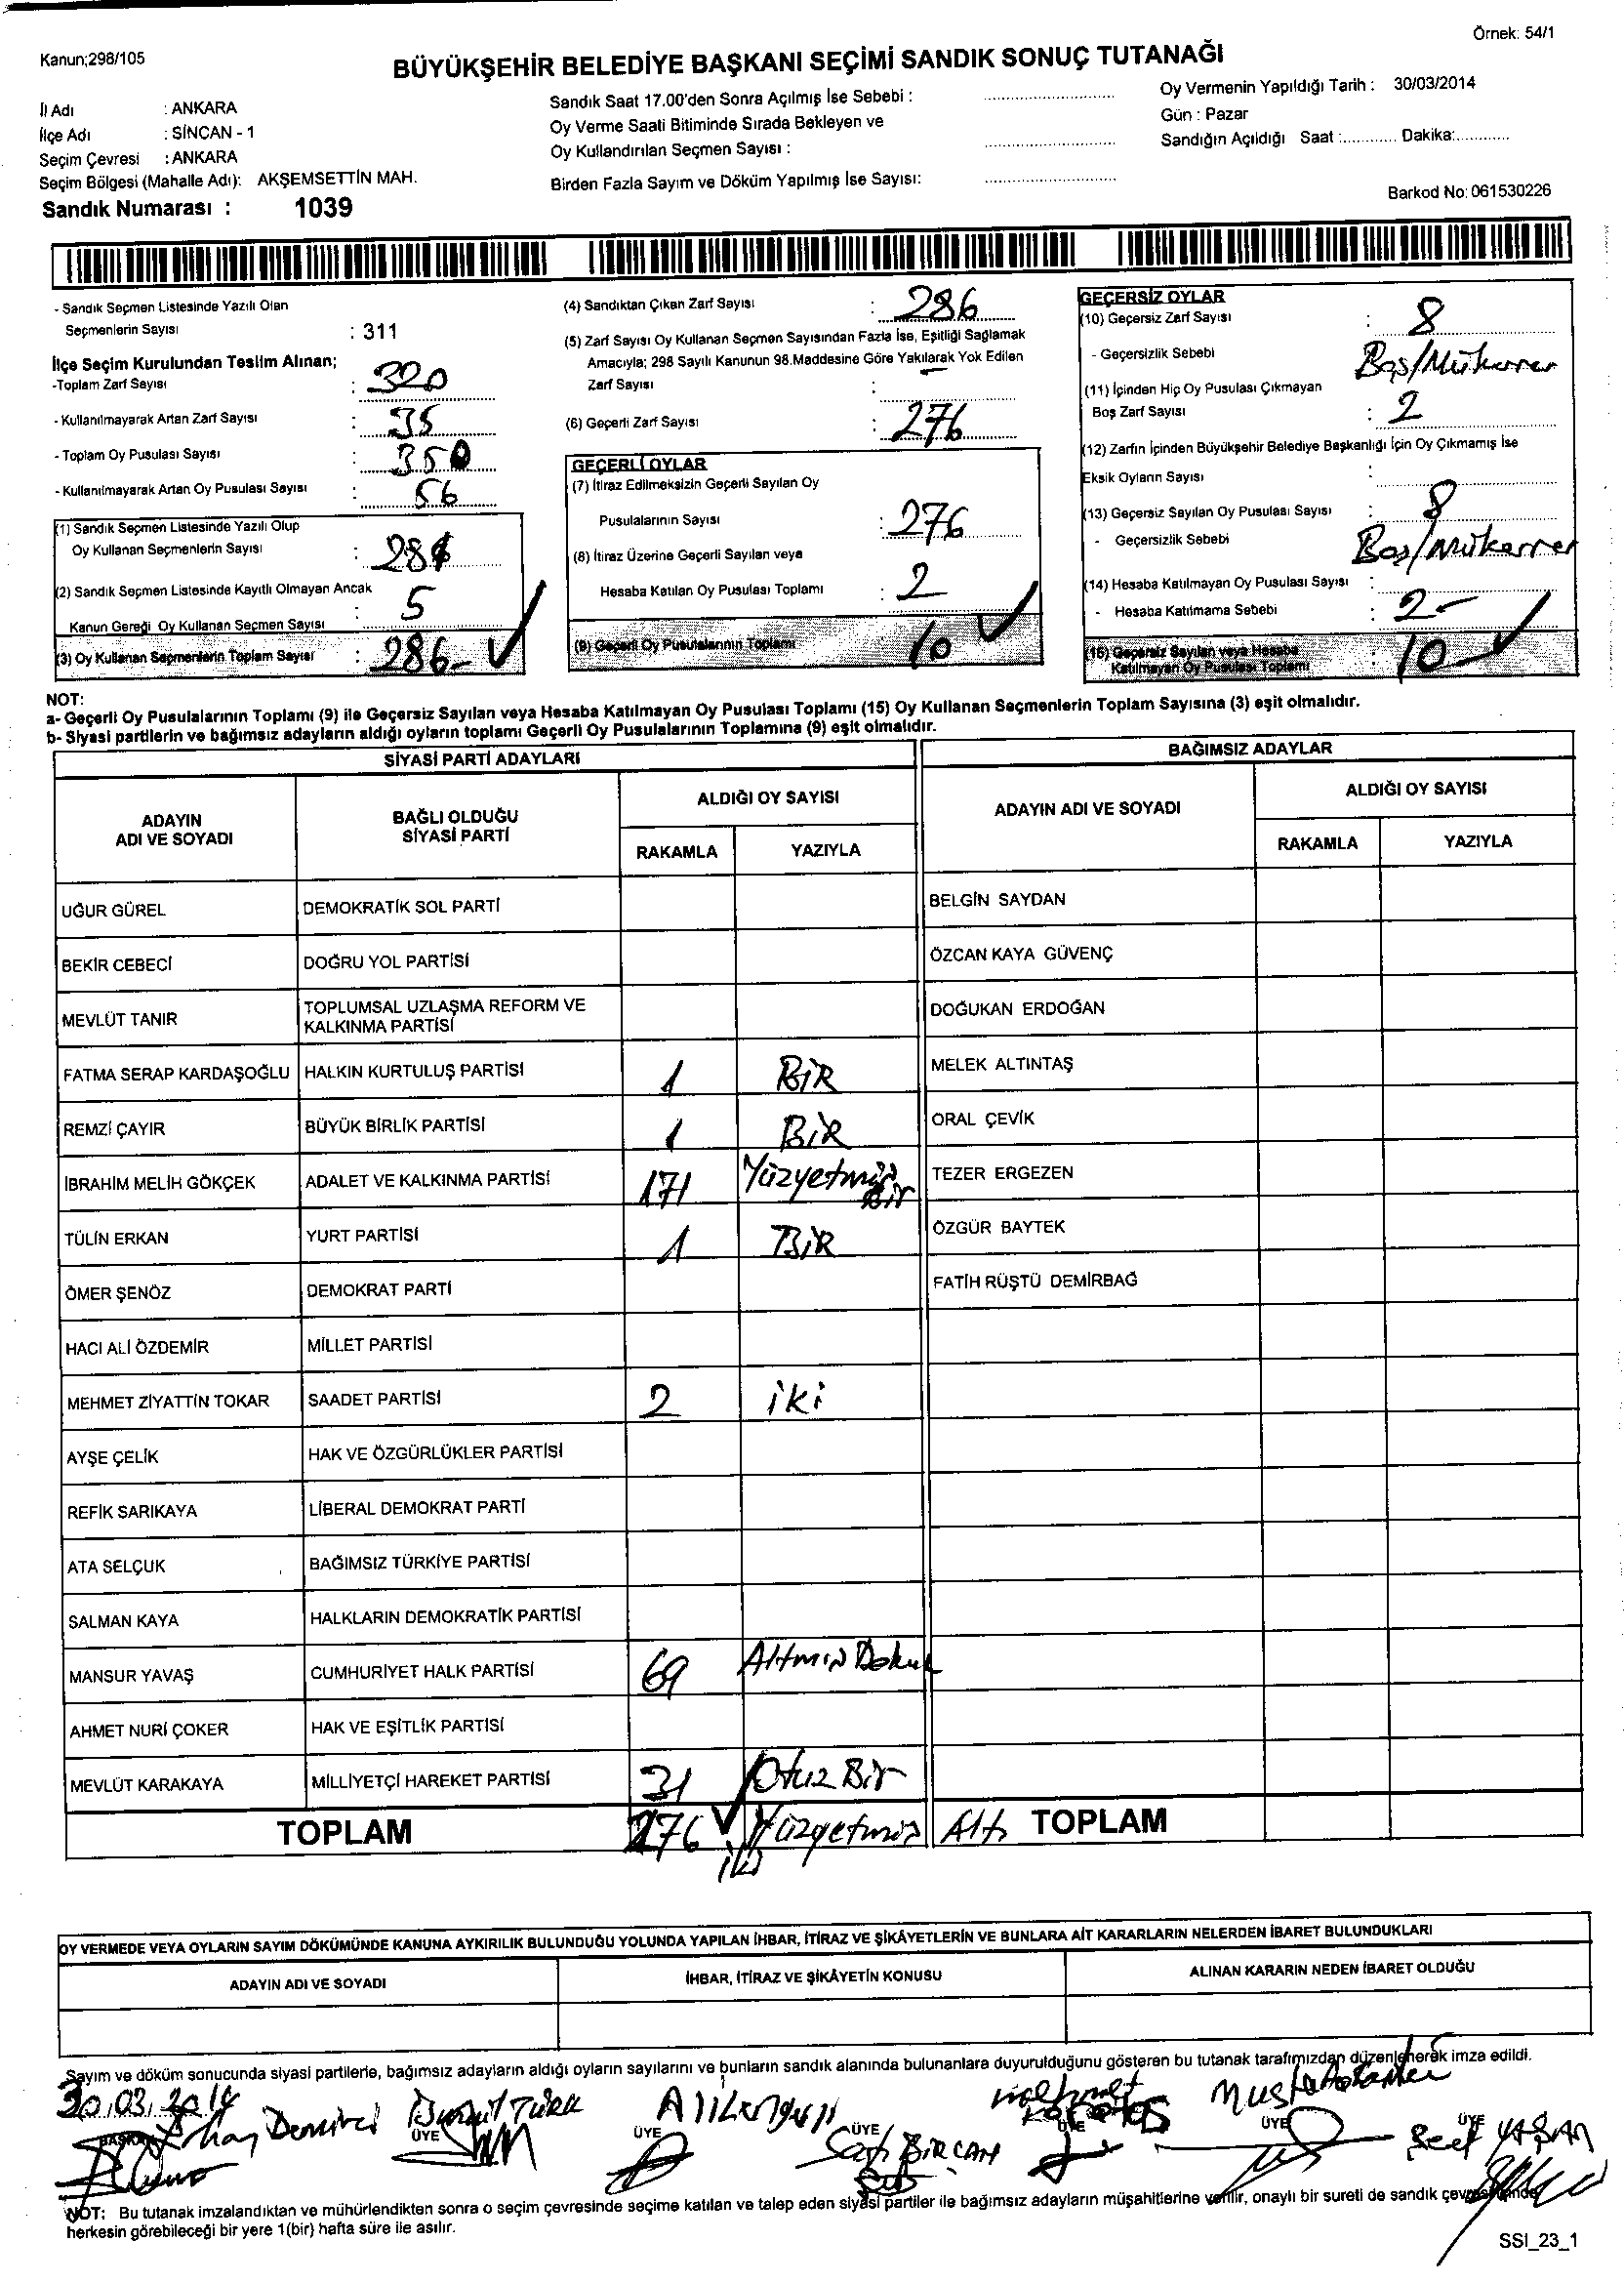 Örnek: 54/1
Kanun;298/105
BÜYÜKŞEHİR BELEDİYE BAŞKANI SEÇİMİ SANDIK SONUÇ TUTANAĞI
İl Adı : ANKARA
İlçe Adı : SİNCAN - 1
Seçim Çevresi : ANKARA
Seçim Bölgesi (Mahalle Adı): AKŞEMSETTİN MAH.
Sandık Numarası : 1039
Sandık Saat 17.00'den Sonra Açılmış İse Sebebi :
Oy Verme Saati Bitiminde Sırada Bekleyen ve
Oy Kullandırılan Seçmen Sayısı :
Birden Fazla Sayım ve Döküm Yapılmış İse Sayısı:
Oy Vermenin Yapıldığı Tarih : 30/03/2014
Gün : Pazar
Sandığın Açıldığı Saat :............ Dakika:...........
Barkod No: 061530226
- Sandık Seçmen Listesinde Yazılı Olan
Seçmenlerin Sayısı : 311
İlçe Seçim Kurulundan Teslim Alınan;
-Toplam Zarf Sayısı : 320
- Kullanılmayarak Artan Zarf Sayısı : 35
- Toplam Oy Pusulası Sayısı : 350
- Kullanılmayarak Artan Oy Pusulası Sayısı : 56
(1) Sandık Seçmen Listesinde Yazılı Olup
Oy Kullanan Seçmenlerin Sayısı :
(2) Sandık Seçmen Listesinde Kayıtlı Olmayan Ancak
Kanun Gereği Oy Kullanan Seçmen Sayısı : 5
(3) Oy Kullanan Seçmenlerin Toplam Sayısı : 286
(4) Sandıktan Çıkan Zarf Sayısı : 286
(5) Zarf Sayısı Oy Kullanan Seçmen Sayısından Fazla İse, Eşitliği Sağlamak
Amacıyla; 298 Sayılı Kanunun 98.Maddesine Göre Yakılarak Yok Edilen
Zarf Sayısı : -
(6) Geçerli Zarf Sayısı : 276
GEÇERLİ OYLAR
(7) İtiraz Edilmeksizin Geçerli Sayılan Oy
Pusulalarının Sayısı : 276
(8) İtiraz Üzerine Geçerli Sayılan veya
Hesaba Katılan Oy Pusulası Toplamı : 2
(9) Geçerli Oy Pusulalarının Toplamı 10
GEÇERSİZ OYLAR
(10) Geçersiz Zarf Sayısı : 8
- Geçersizlik Sebebi Boş/Mükerrer
(11) İçinden Hiç Oy Pusulası Çıkmayan
Boş Zarf Sayısı : 2
(12) Zarfın İçinden Büyükşehir Belediye Başkanlığı İçin Oy Çıkmamış İse
Eksik Oyların Sayısı :
(13) Geçersiz Sayılan Oy Pusulası Sayısı : 8
- Geçersizlik Sebebi Boş/Mükerrer
(14) Hesaba Katılmayan Oy Pusulası Sayısı :
- Hesaba Katılmama Sebebi : 2-
(15) Geçersiz Sayılan veya Hesaba
Katılmayan Oy Pusulası Toplamı : 10
NOT:
a- Geçerli Oy Pusulalarının Toplamı (9) ile Geçersiz Sayılan veya Hesaba Katılmayan Oy Pusulası Toplamı (15) Oy Kullanan Seçmenlerin Toplam Sayısına (3) eşit olmalıdır.
b- Siyasi partilerin ve bağımsız adayların aldığı oyların toplamı Geçerli Oy Pusulalarının Toplamına (9) eşit olmalıdır.
SİYASİ PARTİ ADAYLARI
ADAYIN
ADI VE SOYADI
BAĞLI OLDUĞU
SİYASİ PARTİ
ALDIĞI OY SAYISI
RAKAMLA YAZIYLA
UĞUR GÜREL DEMOKRATİK SOL PARTİ
BEKİR CEBECİ DOĞRU YOL PARTİSİ
MEVLÜT TANIR TOPLUMSAL UZLAŞMA REFORM VE
KALKINMA PARTİSİ
FATMA SERAP KARDAŞOĞLU HALKIN KURTULUŞ PARTİSİ 1 BİR
REMZİ ÇAYIR BÜYÜK BİRLİK PARTİSİ 1 BİR
İBRAHİM MELİH GÖKÇEK ADALET VE KALKINMA PARTİSİ 171 Yüzyetmiş
Bir
TÜLİN ERKAN YURT PARTİSİ 1 BİR
ÖMER ŞENÖZ DEMOKRAT PARTİ
HACI ALİ ÖZDEMİR MİLLET PARTİSİ
MEHMET ZİYATTİN TOKAR SAADET PARTİSİ 2 iki
AYŞE ÇELİK HAK VE ÖZGÜRLÜKLER PARTİSİ
REFİK SARIKAYA LİBERAL DEMOKRAT PARTİ
ATA SELÇUK BAĞIMSIZ TÜRKİYE PARTİSİ
SALMAN KAYA HALKLARIN DEMOKRATİK PARTİSİ
MANSUR YAVAŞ CUMHURİYET HALK PARTİSİ 69 Altmış Dokuz
AHMET NURİ ÇOKER HAK VE EŞİTLİK PARTİSİ
MEVLÜT KARAKAYA MİLLİYETÇİ HAREKET PARTİSİ 31 Otuz Bir
TOPLAM 276 iki Yüzyetmiş Altı
BAĞIMSIZ ADAYLAR
ADAYIN ADI VE SOYADI
ALDIĞI OY SAYISI
RAKAMLA YAZIYLA
BELGİN SAYDAN
ÖZCAN KAYA GÜVENÇ
DOĞUKAN ERDOĞAN
MELEK ALTINTAŞ
ORAL ÇEVİK
TEZER ERGEZEN
ÖZGÜR BAYTEK
FATİH RÜŞTÜ DEMİRBAĞ
TOPLAM
OY VERMEDE VEYA OYLARIN SAYIM DÖKÜMÜNDE KANUNA AYKIRILIK BULUNDUĞU YOLUNDA YAPILAN İHBAR, İTİRAZ VE ŞİKÂYETLERİN VE BUNLARA AİT KARARLARIN NELERDEN İBARET BULUNDUKLARI
ADAYIN ADI VE SOYADI İHBAR, İTİRAZ VE ŞİKÂYETİN KONUSU ALINAN KARARIN NEDEN İBARET OLDUĞU
Sayım ve döküm sonucunda siyasi partilerle, bağımsız adayların aldığı oyların sayılarını ve bunların sandık alanında bulunanlara duyurulduğunu gösteren bu tutanak tarafımızdan düzenlenerek imza edildi.
30.03.2014
Demirci TÜRK
BAŞKAN ÜYE ÜYE ÜYE ÜYE ÜYE ÜYE
BİRCAN YAŞAN
NOT: Bu tutanak imzalandıktan ve mühürlendikten sonra o seçim çevresinde seçime katılan ve talep eden siyasi partiler ile bağımsız adayların müşahitlerine verilir, onaylı bir sureti de sandık çevresinde
herkesin görebileceği bir yere 1(bir) hafta süre ile asılır.
SSI_23_1